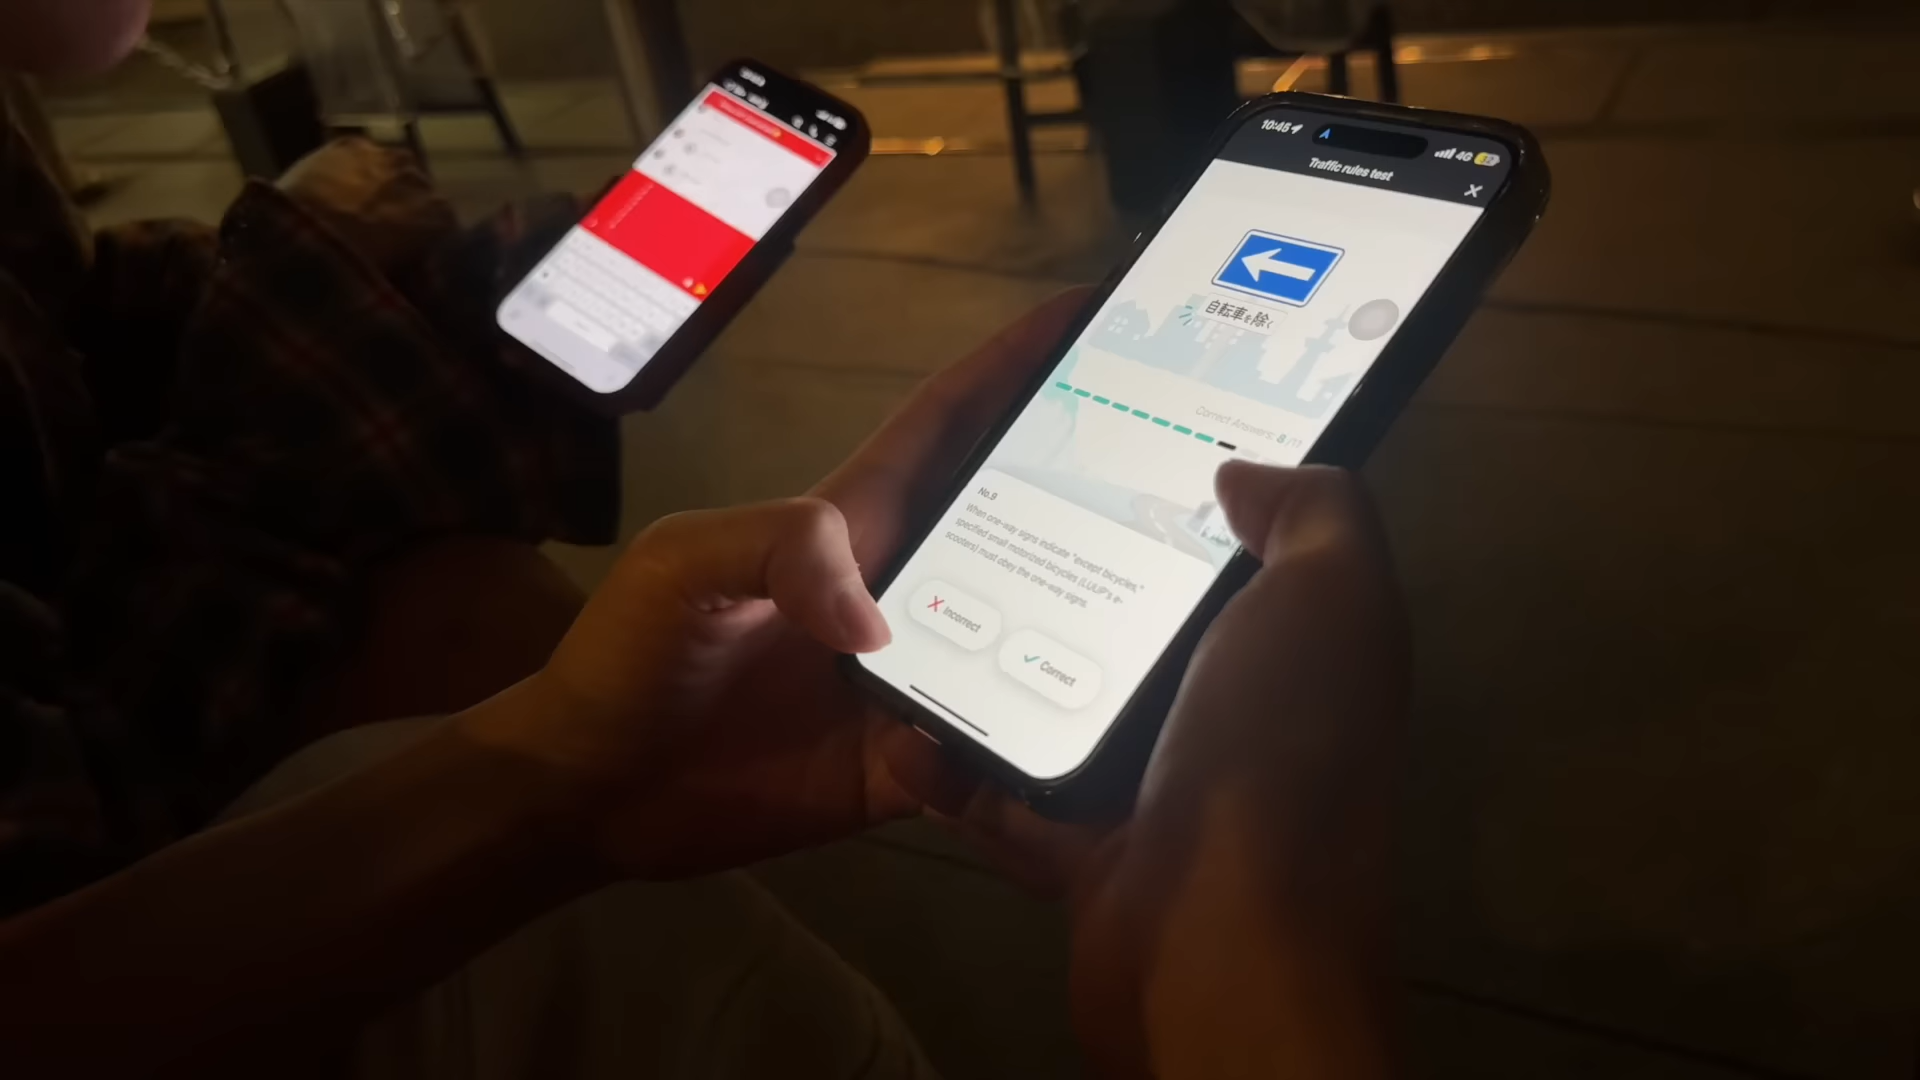 10:45
4G
Traffic rules test
自転車を除く
Correct Answers: 8 /11
No.9
When one-way signs indicate "except bicycles,"
specified small motorized bicycles (LUUP's e-
scooters) must obey the one-way signs.
Incorrect
Correct